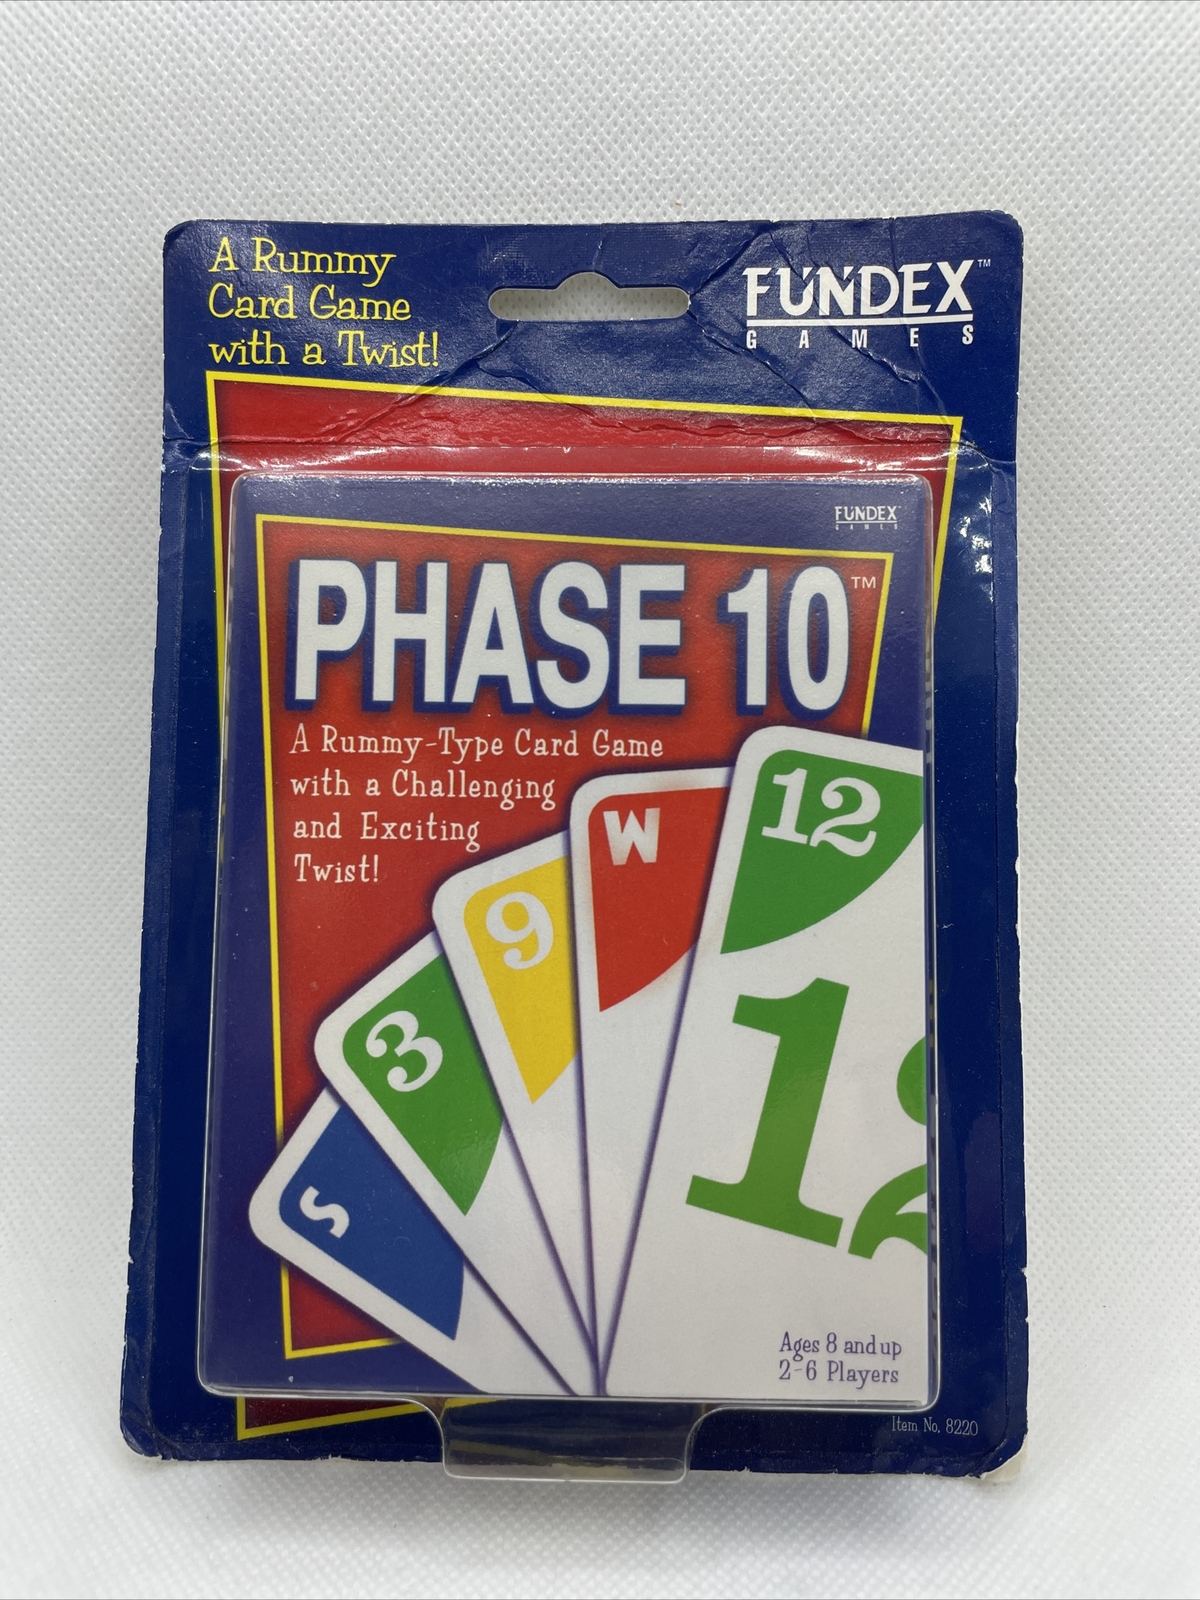 A Rummy
Card Game
with a Twist!
FUNDEX™
GAMES
FUNDEX™
GAMES
PHASE 10™
A Rummy-Type Card Game
with a Challenging
and Exciting
Twist!
12
W
9
3
S
12
Ages 8 and up
2-6 Players
Item No. 8220